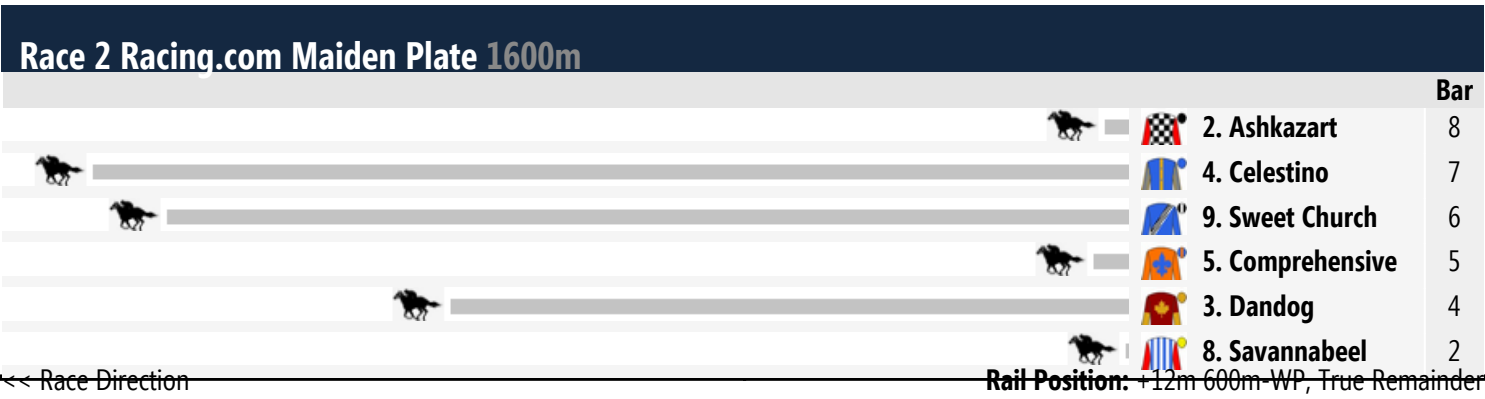 Race 2 Racing.com Maiden Plate 1600m
Bar
2. Ashkazart 8
4. Celestino 7
9. Sweet Church 6
5. Comprehensive 5
3. Dandog 4
8. Savannabeel 2
<< Race Direction Rail Position: +12m 600m-WP, True Remainder